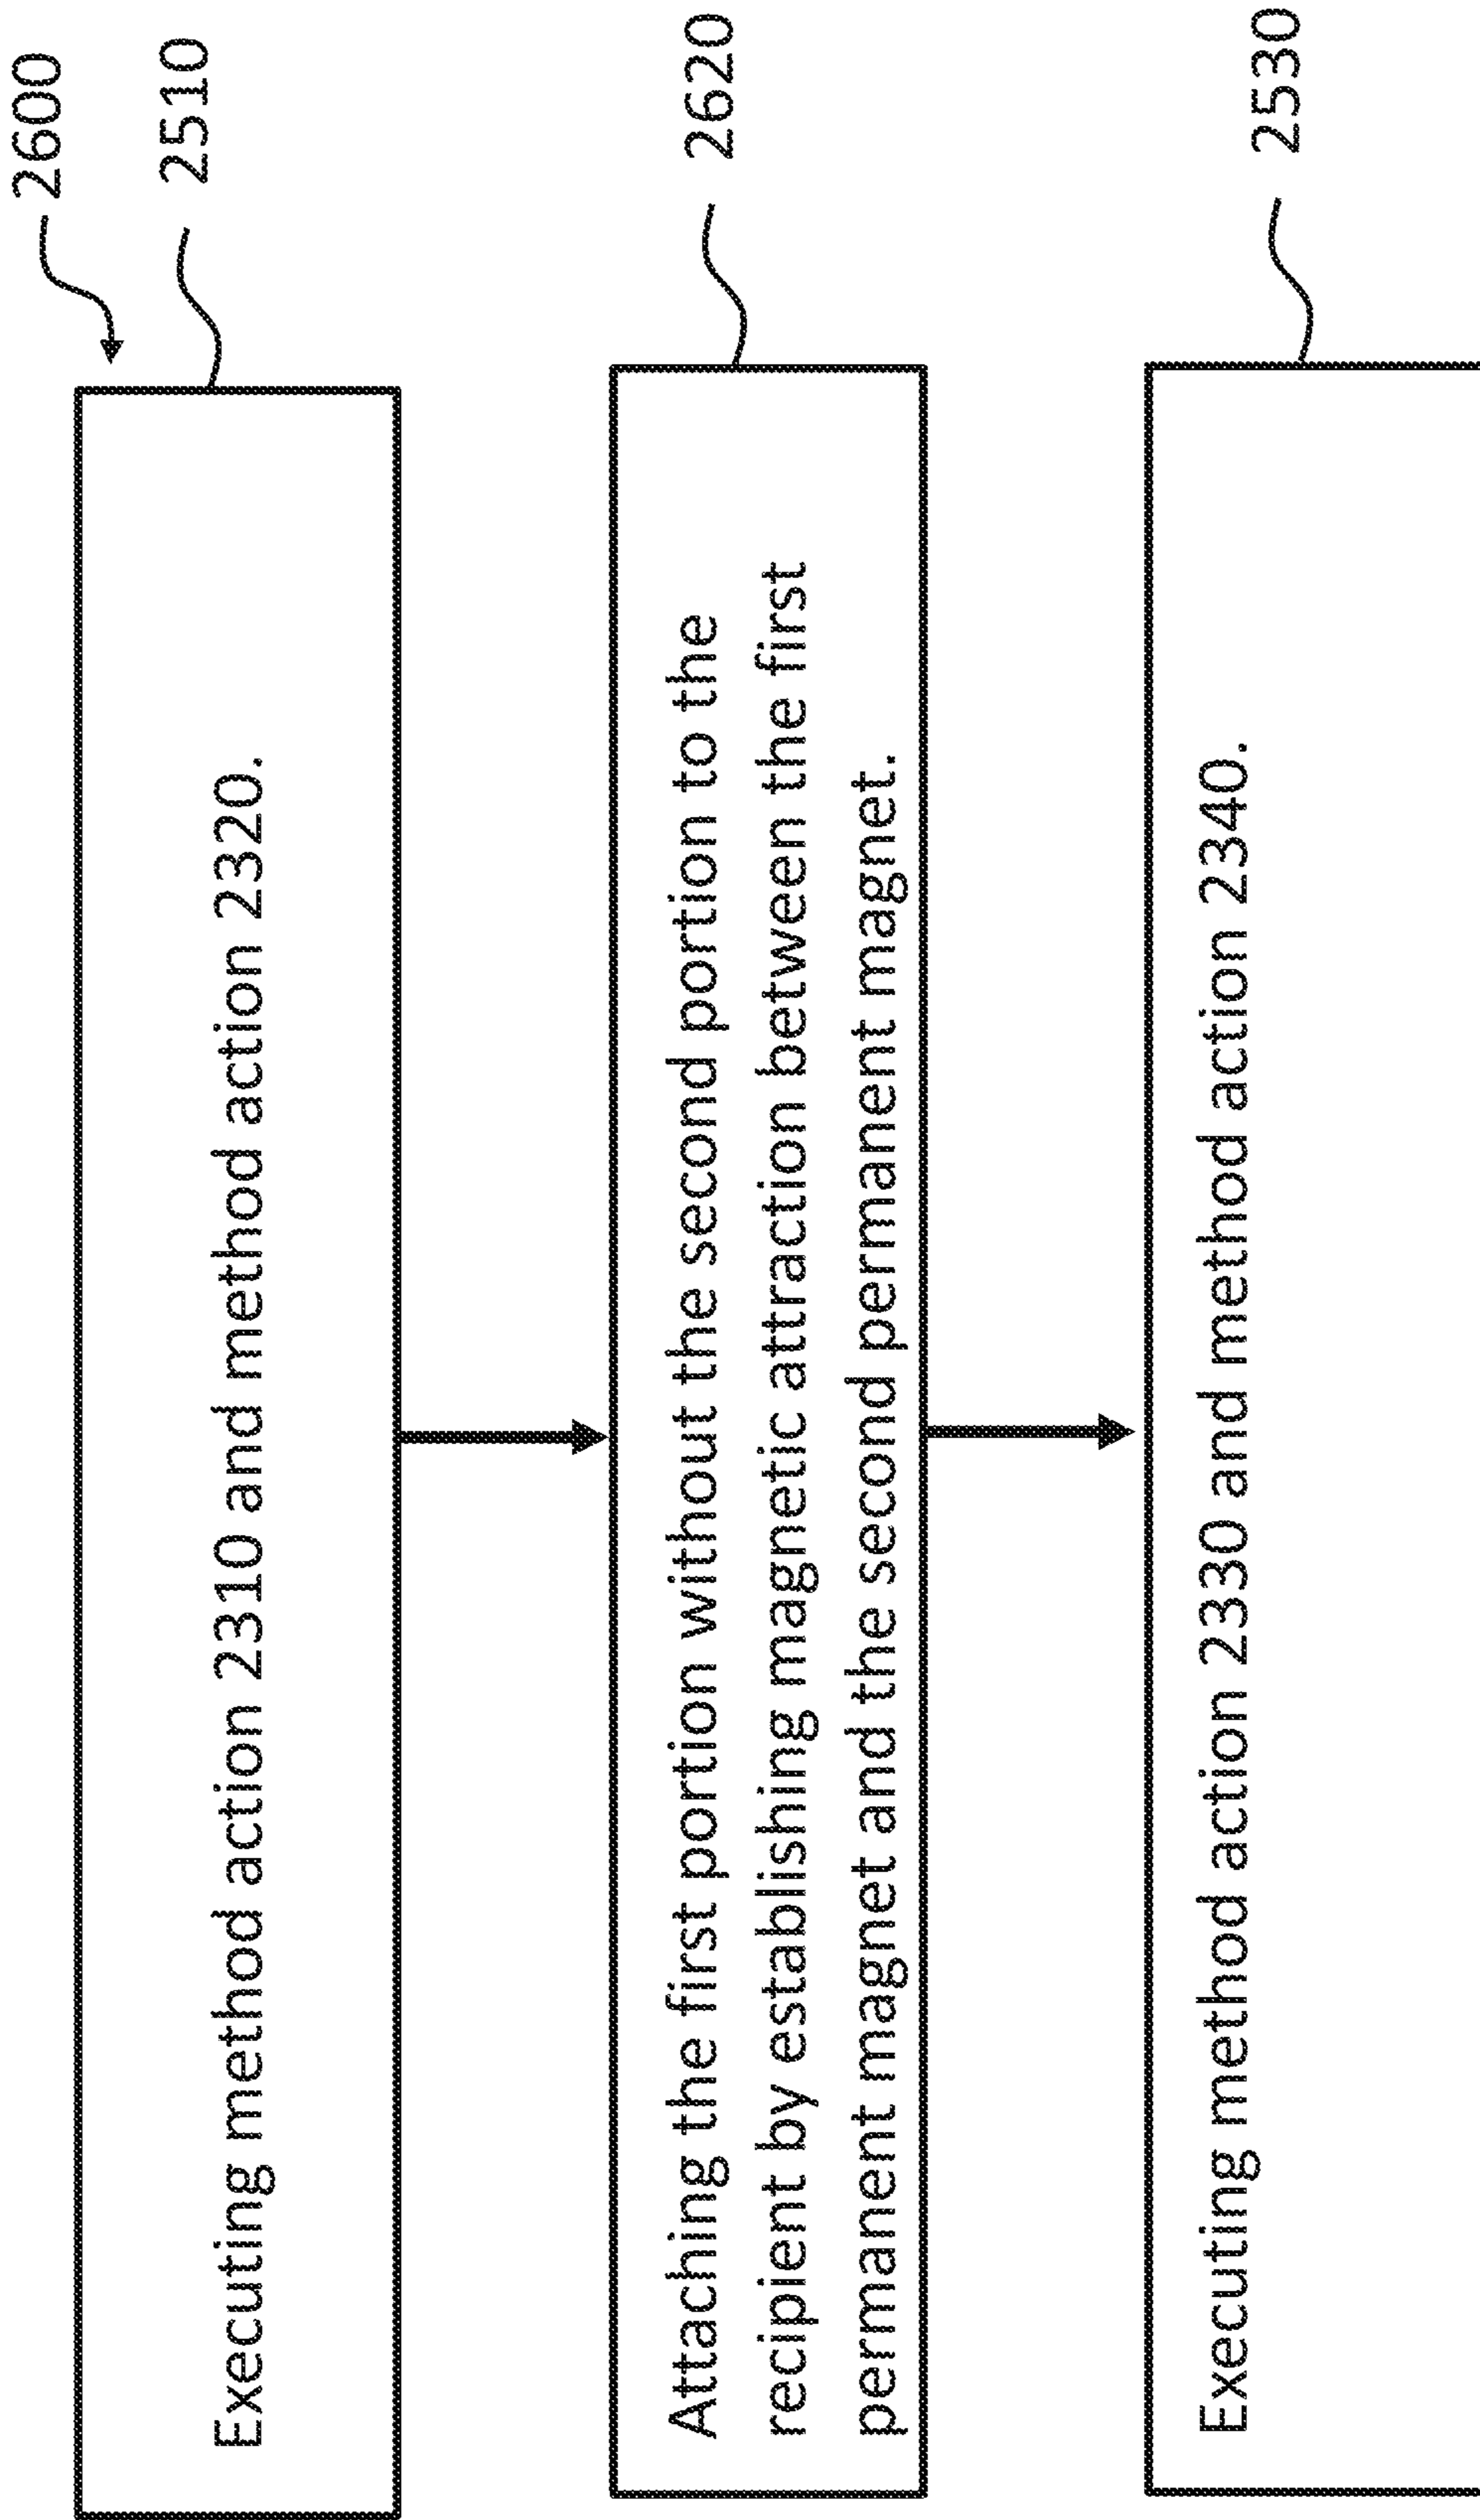 2600
2510
Executing method action 2310 and method action 2320.
2620
Attaching the first portion without the second portion to the
recipient by establishing magnetic attraction between the first
permanent magnet and the second permanent magnet.
2530
Executing method action 2330 and method action 2340.